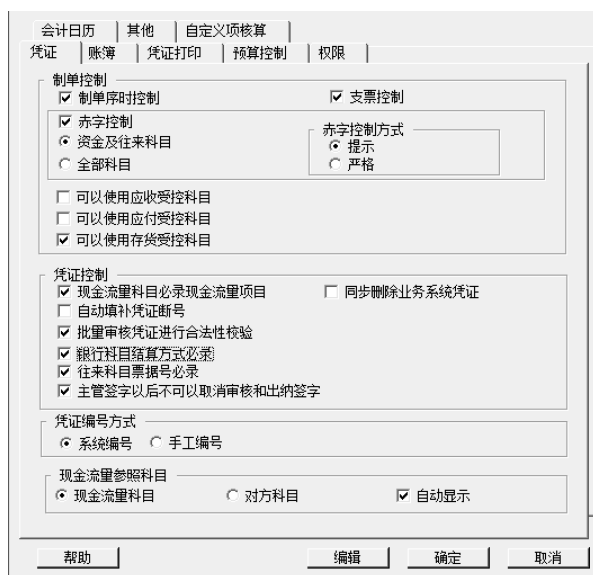 会计日历 其他 自定义项核算
凭证 账簿 凭证打印 预算控制 权限
制单控制
制单序时控制 支票控制
赤字控制
赤字控制方式
资金及往来科目 提示
全部科目 严格
可以使用应收受控科目
可以使用应付受控科目
可以使用存货受控科目
凭证控制
现金流量科目必录现金流量项目 同步删除业务系统凭证
自动填补凭证断号
批量审核凭证进行合法性校验
银行科目结算方式必录
往来科目票据号必录
主管签字以后不可以取消审核和出纳签字
凭证编号方式
系统编号 手工编号
现金流量参照科目
现金流量科目 对方科目 自动显示
帮助 编辑 确定 取消